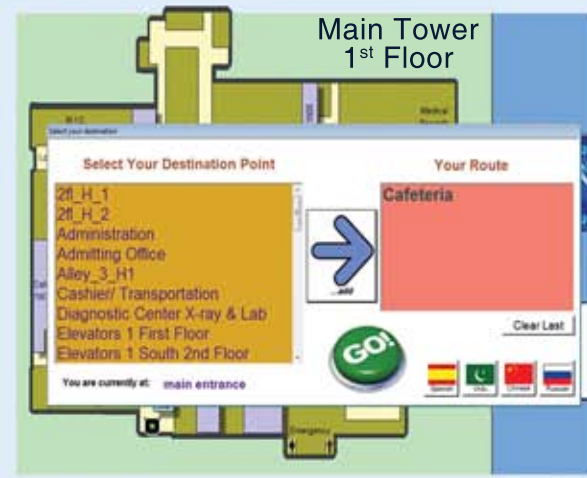 Main Tower
1st Floor
Medical
Select your destination
Select Your Destination Point
Your Route
2fl_H_1
2fl_H_2
Administration
Admitting Office
Alley_3_H1
Cashier/ Transportation
Diagnostic Center X-ray & Lab
Elevators 1 First Floor
Elevators 1 South 2nd Floor
Cafeteria
...add
Clear Last
GO!
You are currently at: main entrance
Spanish
Urdu
Chinese
Russian
Emergency